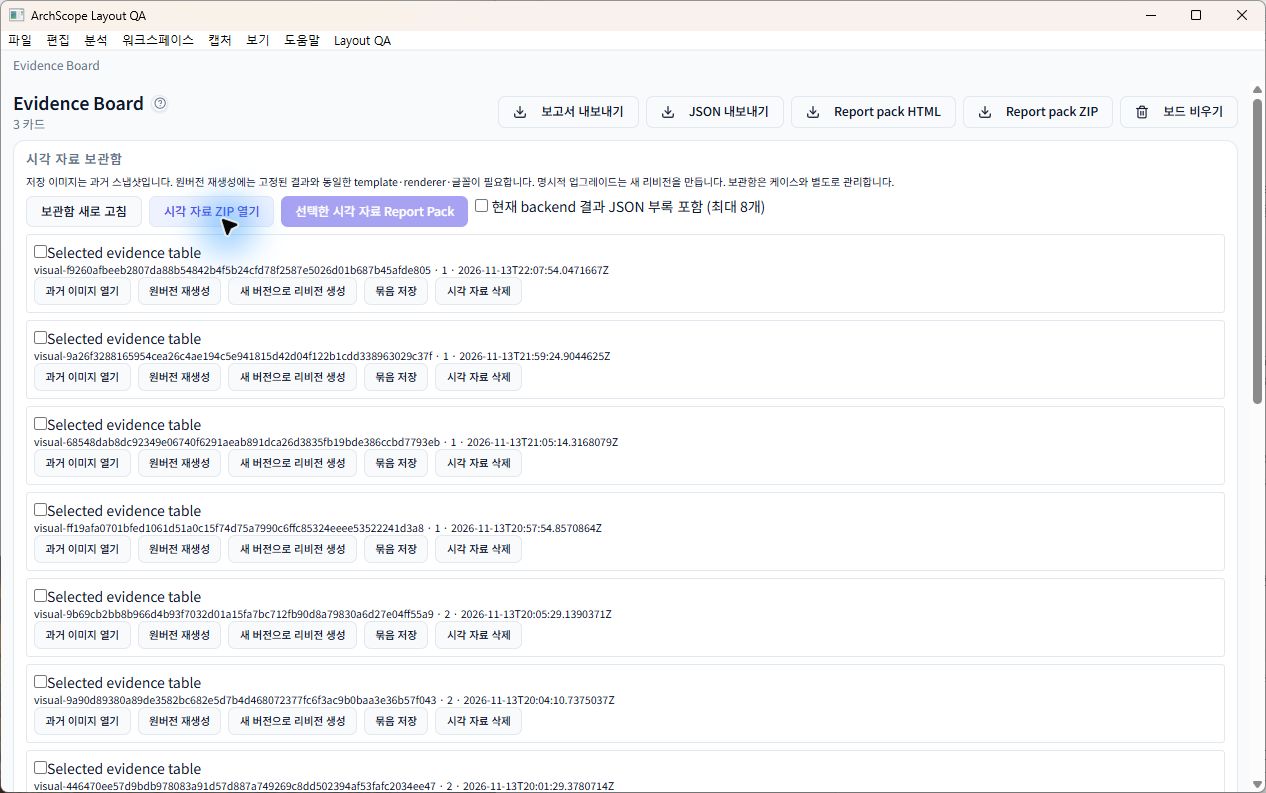 ArchScope Layout QA
파일 편집 분석 워크스페이스 캡처 보기 도움말 Layout QA
Evidence Board
Evidence Board
3 카드
보고서 내보내기 JSON 내보내기 Report pack HTML Report pack ZIP 보드 비우기
시각 자료 보관함
저장 이미지는 과거 스냅샷입니다. 원버전 재생성에는 고정된 결과와 동일한 template·renderer·글꼴이 필요합니다. 명시적 업그레이드는 새 리비전을 만듭니다. 보관함은 케이스와 별도로 관리합니다.
보관함 새로 고침 시각 자료 ZIP 열기 선택한 시각 자료 Report Pack 현재 backend 결과 JSON 부록 포함 (최대 8개)
Selected evidence table
visual-f9260afbeeb2807da88b54842b4f5b24cfd78f2587e5026d01b687b45afde805 · 1 · 2026-11-13T22:07:54.0471667Z
과거 이미지 열기 원버전 재생성 새 버전으로 리비전 생성 묶음 저장 시각 자료 삭제
Selected evidence table
visual-9a26f3288165954cea26c4ae194c5e941815d42d04f122b1cdd338963029c37f · 1 · 2026-11-13T21:59:24.9044625Z
과거 이미지 열기 원버전 재생성 새 버전으로 리비전 생성 묶음 저장 시각 자료 삭제
Selected evidence table
visual-68548dab8dc92349e06740f6291aeab891dca26d3835fb19bde386ccbd7793eb · 1 · 2026-11-13T21:05:14.3168079Z
과거 이미지 열기 원버전 재생성 새 버전으로 리비전 생성 묶음 저장 시각 자료 삭제
Selected evidence table
visual-ff19afa0701bfed1061d51a0c15f74d75a7990c6ffc85324eeee53522241d3a8 · 1 · 2026-11-13T20:57:54.8570864Z
과거 이미지 열기 원버전 재생성 새 버전으로 리비전 생성 묶음 저장 시각 자료 삭제
Selected evidence table
visual-9b69cb2bb8b966d4b93f7032d01a15fa7bc712fb90d8a79830a6d27e04ff55a9 · 2 · 2026-11-13T20:05:29.1390371Z
과거 이미지 열기 원버전 재생성 새 버전으로 리비전 생성 묶음 저장 시각 자료 삭제
Selected evidence table
visual-9a90d89380a89de3582bc682e5d7b4d468072377fc6f3ac9b0baa3e36b57f043 · 2 · 2026-11-13T20:04:10.7375037Z
과거 이미지 열기 원버전 재생성 새 버전으로 리비전 생성 묶음 저장 시각 자료 삭제
Selected evidence table
visual-446470ee57d9bdb978083a91d57d887a749269c8dd502394af53fafc2034ee47 · 2 · 2026-11-13T20:01:29.3780714Z